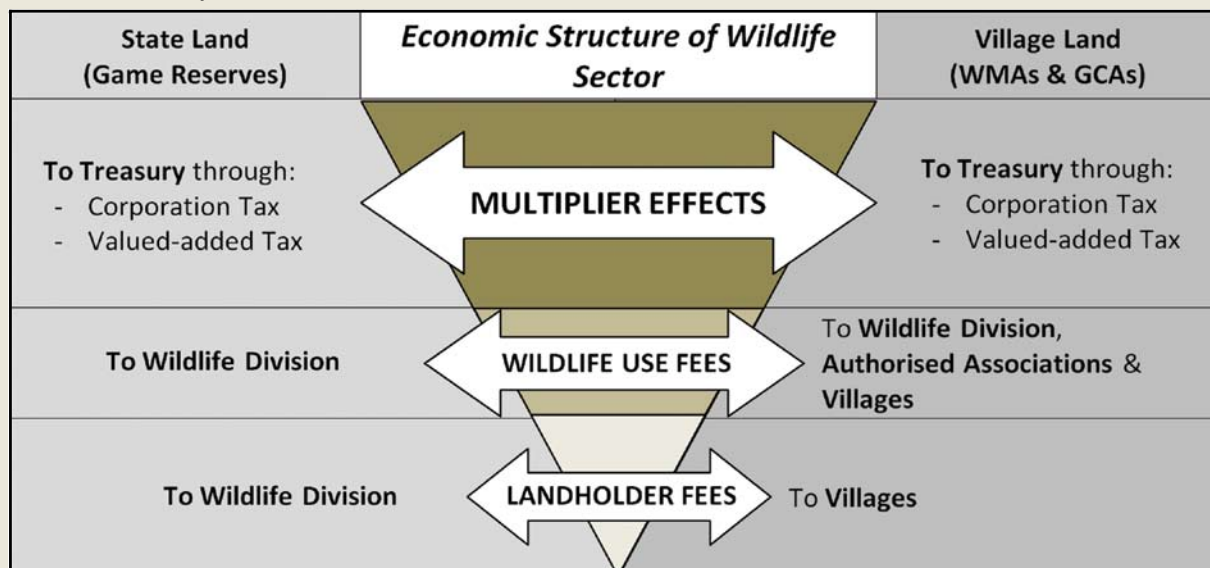 State Land
(Game Reserves)
Economic Structure of Wildlife
Sector
Village Land
(WMAs & GCAs)
To Treasury through:
- Corporation Tax
- Valued-added Tax
MULTIPLIER EFFECTS
To Treasury through:
- Corporation Tax
- Valued-added Tax
To Wildlife Division
WILDLIFE USE FEES
To Wildlife Division,
Authorised Associations &
Villages
To Wildlife Division
LANDHOLDER FEES
To Villages